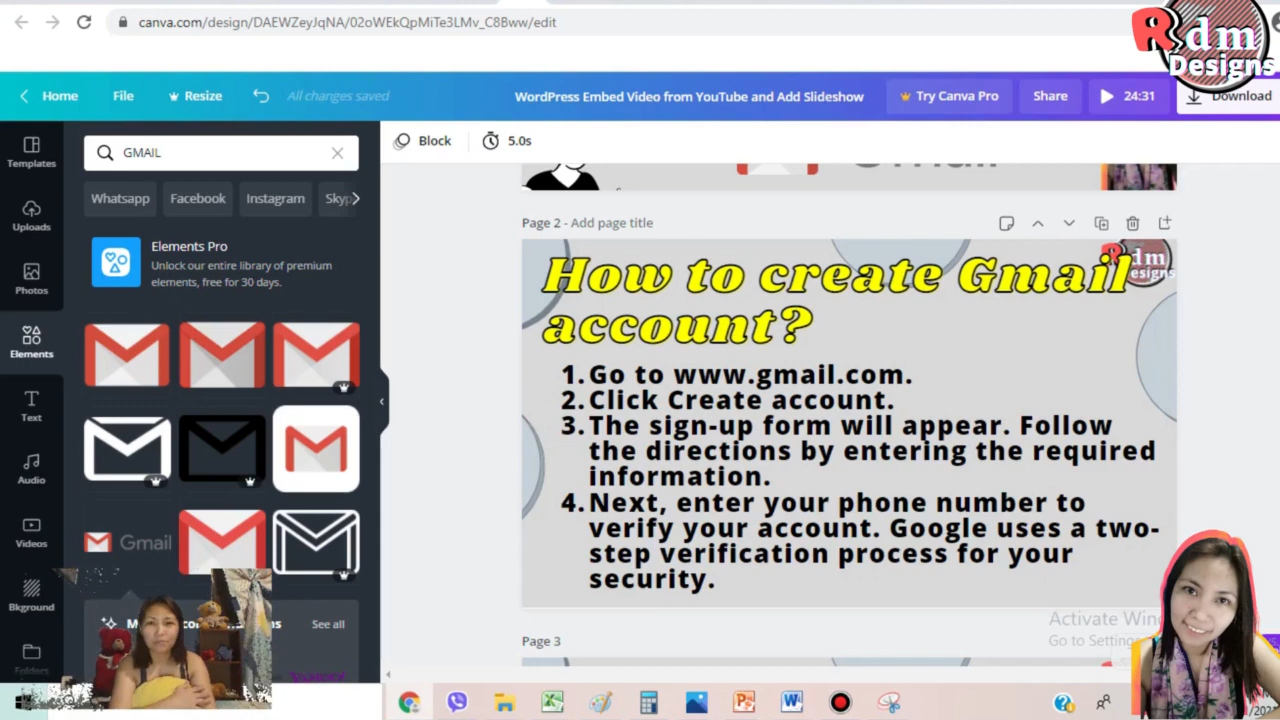 canva.com/design/DAEWZeyJqNA/02oWEkQpMiTe3LMv_C8Bww/edit
Rdm
Designs
Home
File
Resize
All changes saved
WordPress Embed Video from YouTube and Add Slideshow
Try Canva Pro
Share
24:31
Download
Templates
Uploads
Photos
Elements
Text
Audio
Videos
Bkground
Folders
GMAIL
Whatsapp
Facebook
Instagram
Elements Pro
Unlock our entire library of premium
elements, free for 30 days.
Gmail
See all
Block
5.0s
Page 2 - Add page title
Rdm
Designs
How to create Gmail
account?
1. Go to www.gmail.com.
2. Click Create account.
3. The sign-up form will appear. Follow
the directions by entering the required
information.
4. Next, enter your phone number to
verify your account. Google uses a two-
step verification process for your
security.
Activate
Go to
Page 3